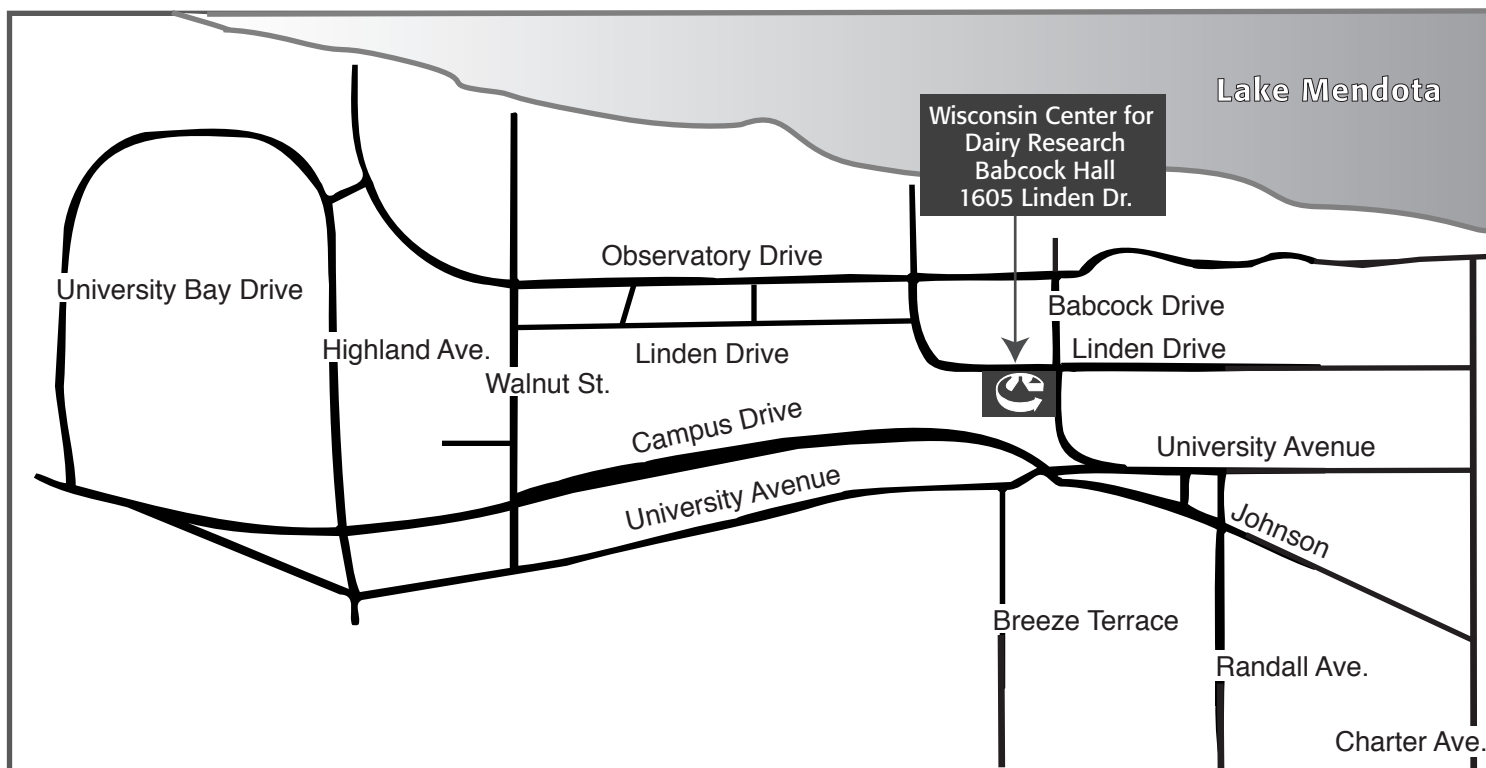 Lake Mendota
Wisconsin Center for
Dairy Research
Babcock Hall
1605 Linden Dr.
Observatory Drive
University Bay Drive
Babcock Drive
Highland Ave.
Linden Drive
Linden Drive
Walnut St.
Campus Drive
University Avenue
University Avenue
Johnson
Breeze Terrace
Randall Ave.
Charter Ave.